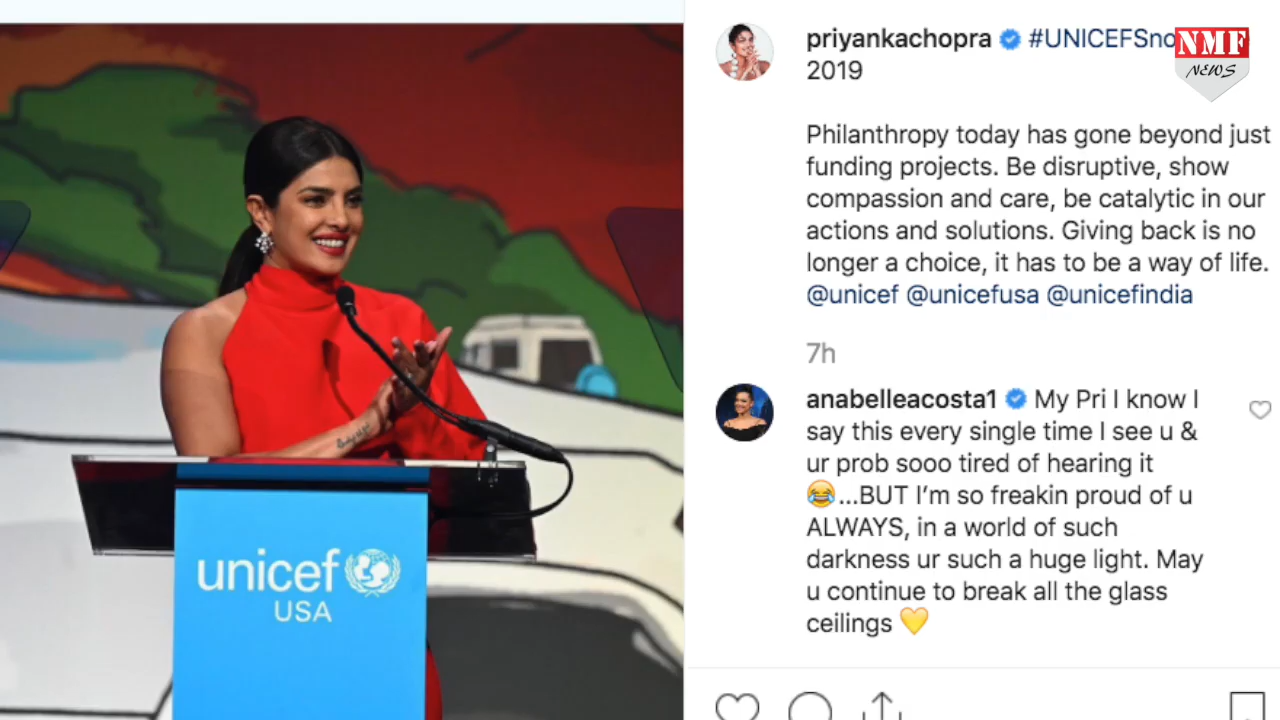 priyankachopra #UNICEFSno
2019
NMF
NEWS
Philanthropy today has gone beyond just
funding projects. Be disruptive, show
compassion and care, be catalytic in our
actions and solutions. Giving back is no
longer a choice, it has to be a way of life.
@unicef @unicefusa @unicefindia
7h
anabelleacosta1 My Pri I know I
say this every single time I see u &
ur prob sooo tired of hearing it
😂...BUT I'm so freakin proud of u
ALWAYS, in a world of such
darkness ur such a huge light. May
u continue to break all the glass
ceilings 💛
unicef
USA